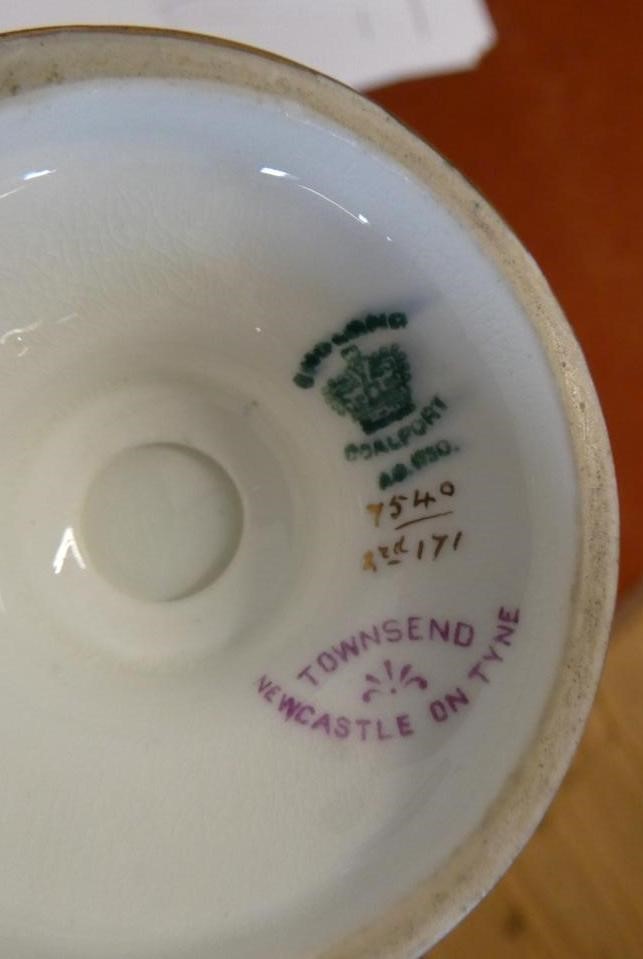 ENGLAND
COALPORT
AD.1750.
7540
2nd 171
TOWNSEND
NEWCASTLE ON TYNE